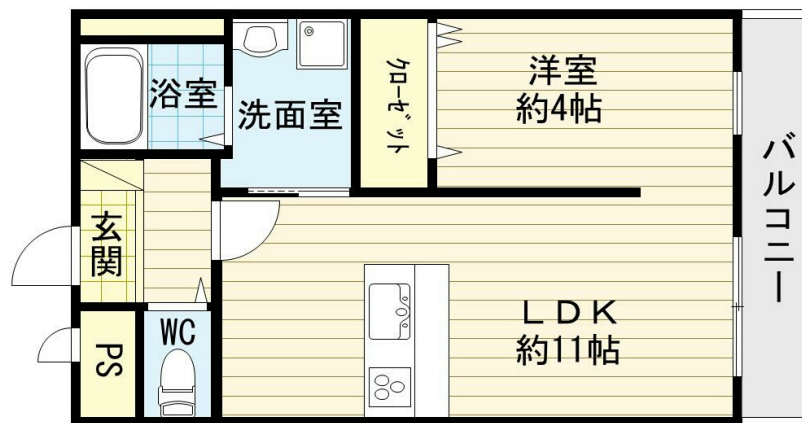 浴室
洗面室
クローゼット
洋室
約4帖
バルコニー
玄関
WC
PS
LDK
約11帖